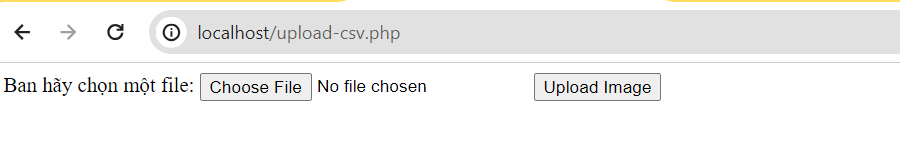 localhost/upload-csv.php
Ban hãy chọn một file: Choose File No file chosen Upload Image